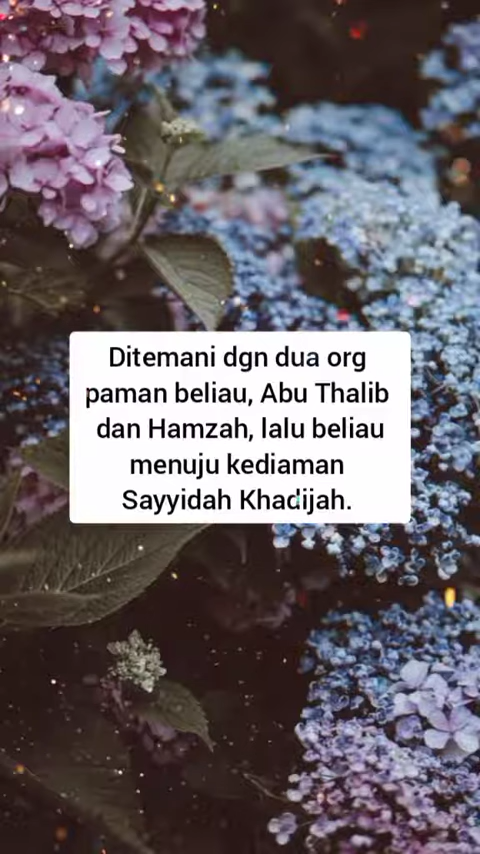 Ditemani dgn dua org
paman beliau, Abu Thalib
dan Hamzah, lalu beliau
menuju kediaman
Sayyidah Khadijah.